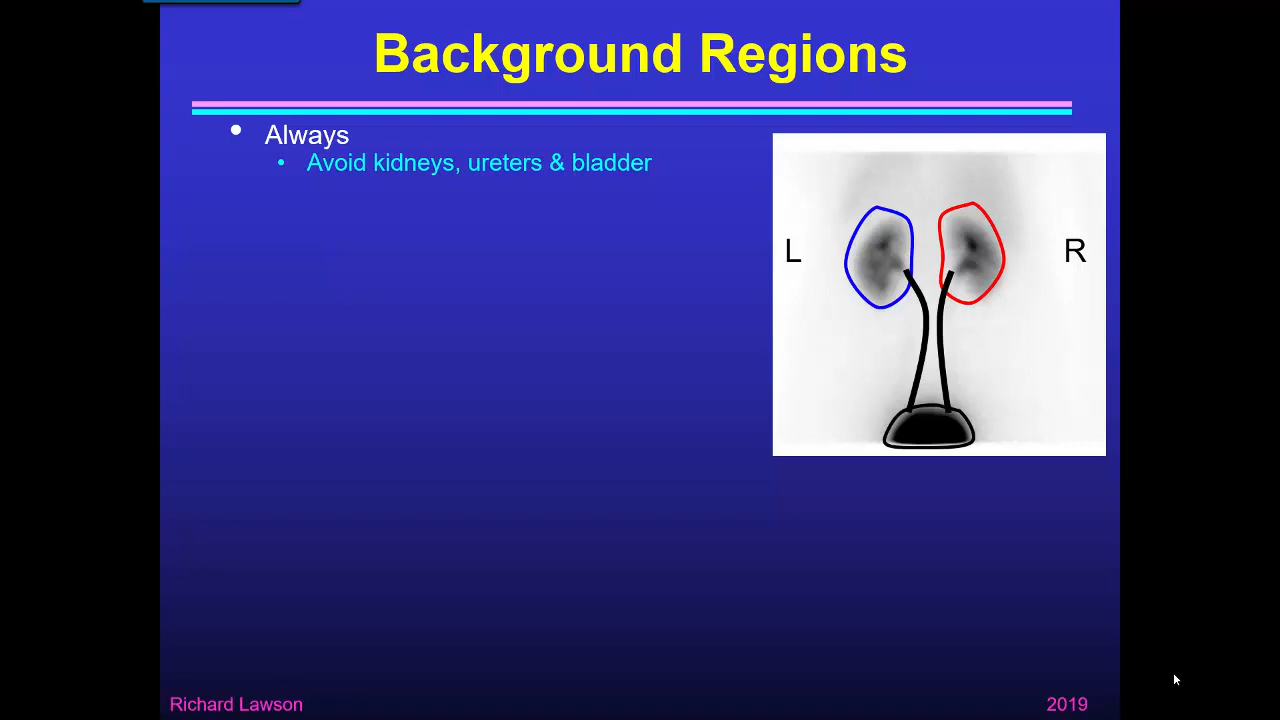 Background Regions
• Always
• Avoid kidneys, ureters & bladder
L
R
Richard Lawson
2019